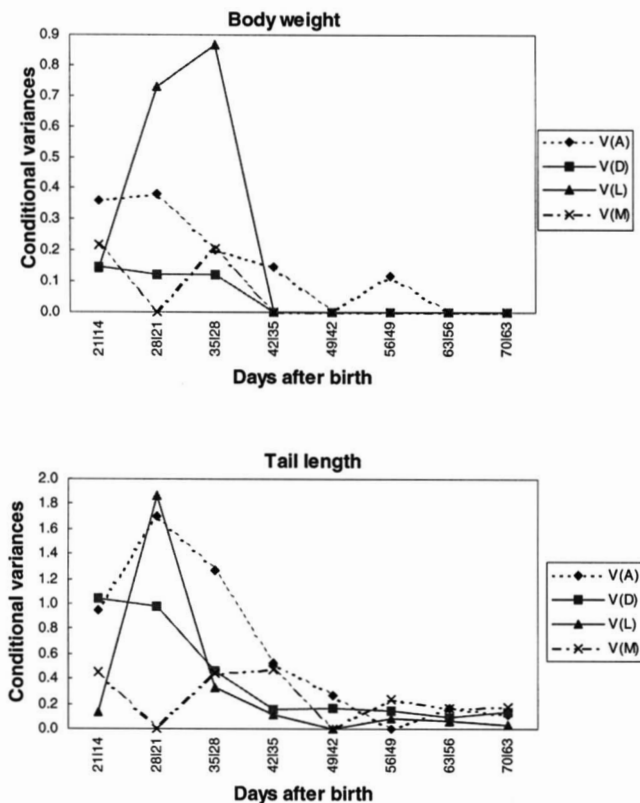 Body weight
Conditional variances
0.9
0.8
0.7
0.6
0.5
0.4
0.3
0.2
0.1
0.0
21|14
28|21
35|28
42|35
49|42
56|49
63|56
70|63
Days after birth
V(A)
V(D)
V(L)
V(M)
Tail length
Conditional variances
2.0
1.8
1.6
1.4
1.2
1.0
0.8
0.6
0.4
0.2
0.0
21|14
28|21
35|28
42|35
49|42
56|49
63|56
70|63
Days after birth
V(A)
V(D)
V(L)
V(M)